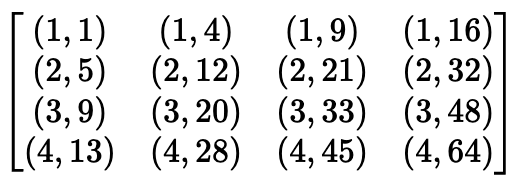 (1, 1) (1, 4) (1, 9) (1, 16)
(2, 5) (2, 12) (2, 21) (2, 32)
(3, 9) (3, 20) (3, 33) (3, 48)
(4, 13) (4, 28) (4, 45) (4, 64)